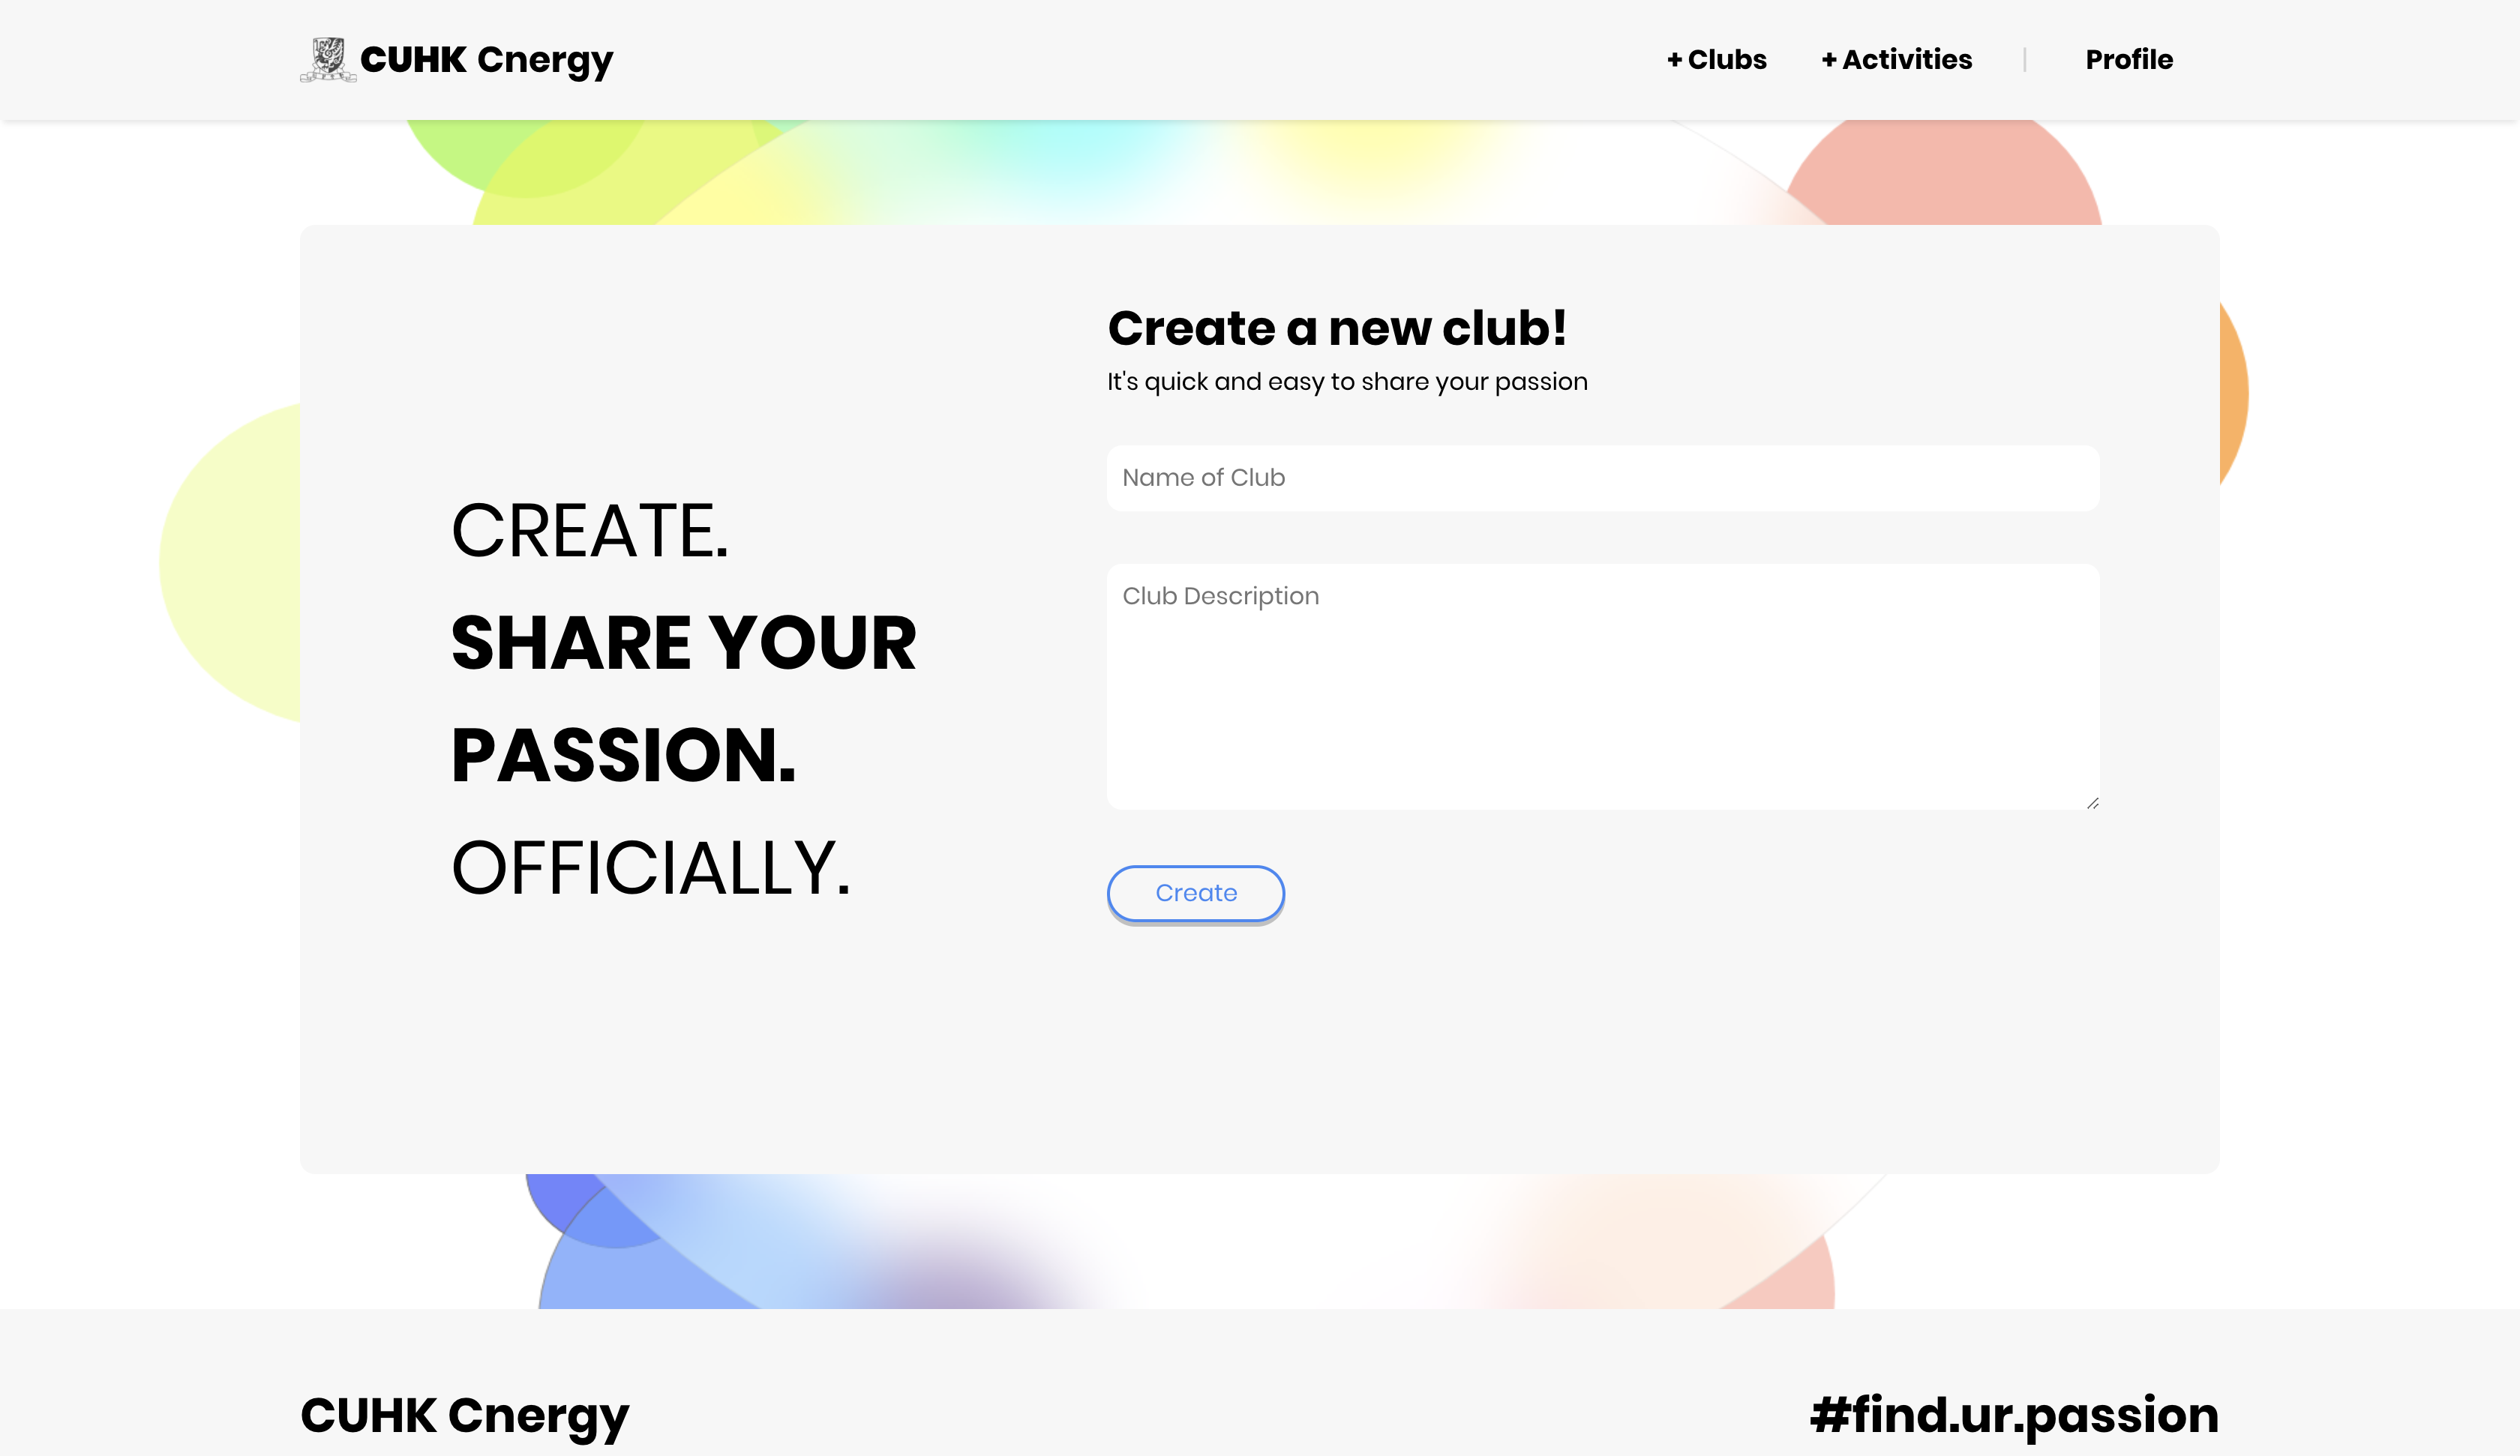 CUHK Cnergy
+ Clubs + Activities | Profile
CREATE.
SHARE YOUR
PASSION.
OFFICIALLY.
Create a new club!
It's quick and easy to share your passion
Name of Club
Club Description
Create
CUHK Cnergy
#find.ur.passion